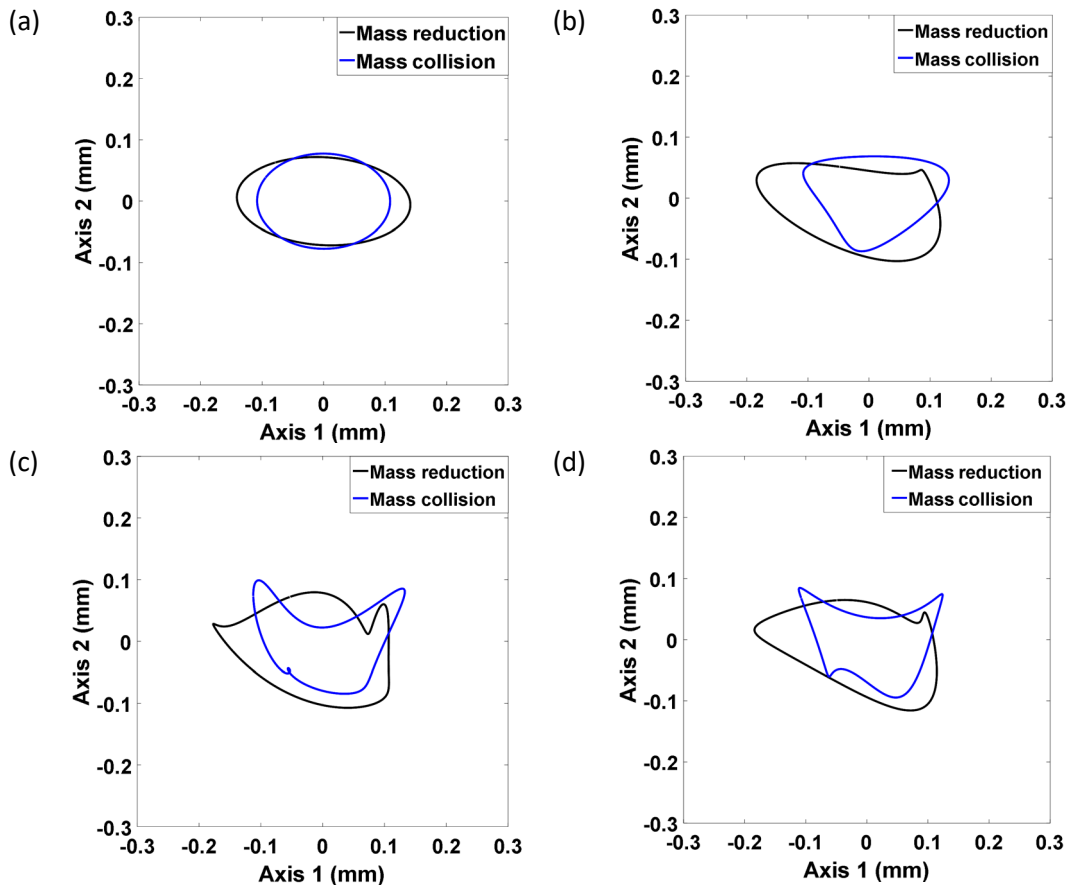 (a)
0.3
0.2
0.1
0
-0.1
-0.2
-0.3
Axis 2 (mm)
Mass reduction
Mass collision
-0.3 -0.2 -0.1 0 0.1 0.2 0.3
Axis 1 (mm)
(b)
0.3
0.2
0.1
0
-0.1
-0.2
-0.3
Axis 2 (mm)
Mass reduction
Mass collision
-0.3 -0.2 -0.1 0 0.1 0.2 0.3
Axis 1 (mm)
(c)
0.3
0.2
0.1
0
-0.1
-0.2
-0.3
Axis 2 (mm)
Mass reduction
Mass collision
-0.3 -0.2 -0.1 0 0.1 0.2 0.3
Axis 1 (mm)
(d)
0.3
0.2
0.1
0
-0.1
-0.2
-0.3
Axis 2 (mm)
Mass reduction
Mass collision
-0.3 -0.2 -0.1 0 0.1 0.2 0.3
Axis 1 (mm)